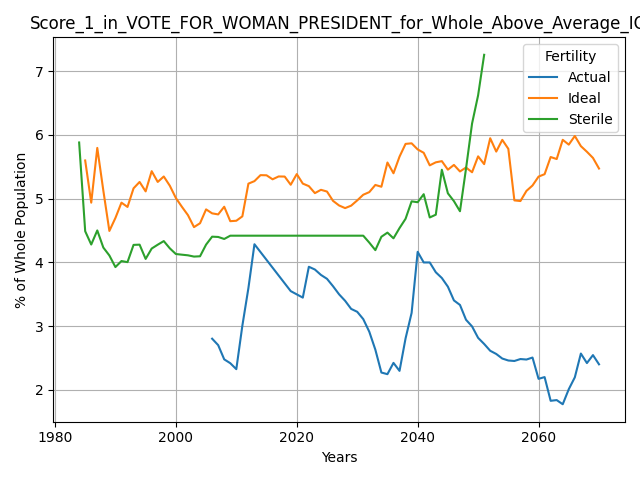 Score_1_in_VOTE_FOR_WOMAN_PRESIDENT_for_Whole_Above_Average_IQ
Fertility
Actual
Ideal
Sterile
% of Whole Population
7
6
5
4
3
2
1980
2000
2020
2040
2060
Years